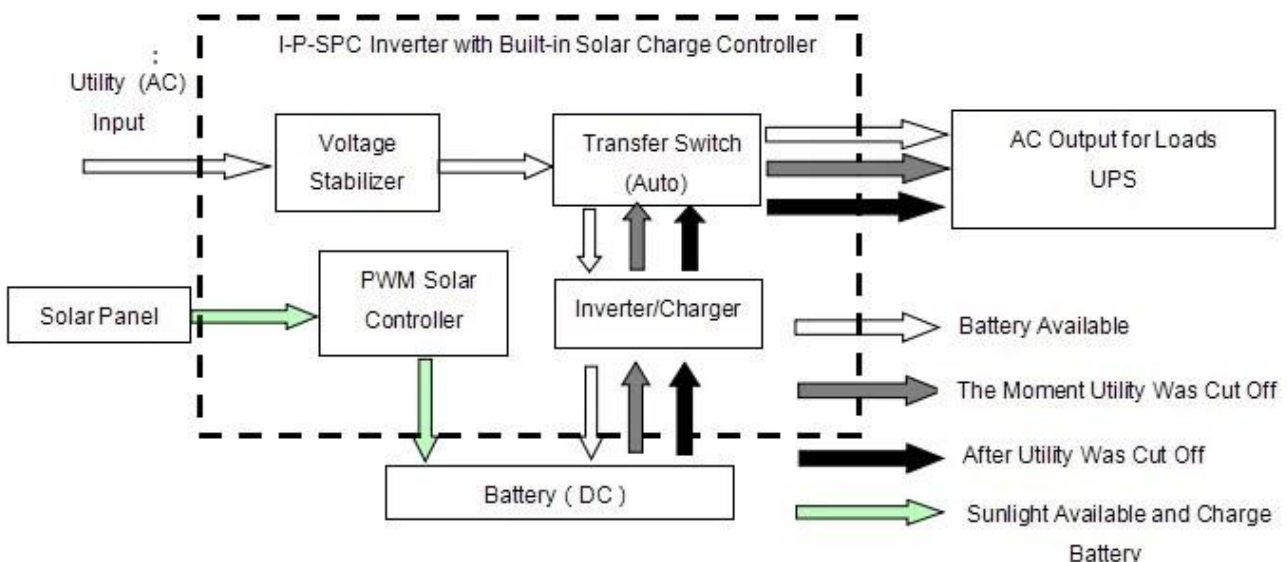 I-P-SPC Inverter with Built-in Solar Charge Controller
:
Utility (AC)
Input
Voltage
Stabilizer
Transfer Switch
(Auto)
AC Output for Loads
UPS
Solar Panel
PWM Solar
Controller
Inverter/Charger
Battery ( DC )
Battery Available
The Moment Utility Was Cut Off
After Utility Was Cut Off
Sunlight Available and Charge
Battery